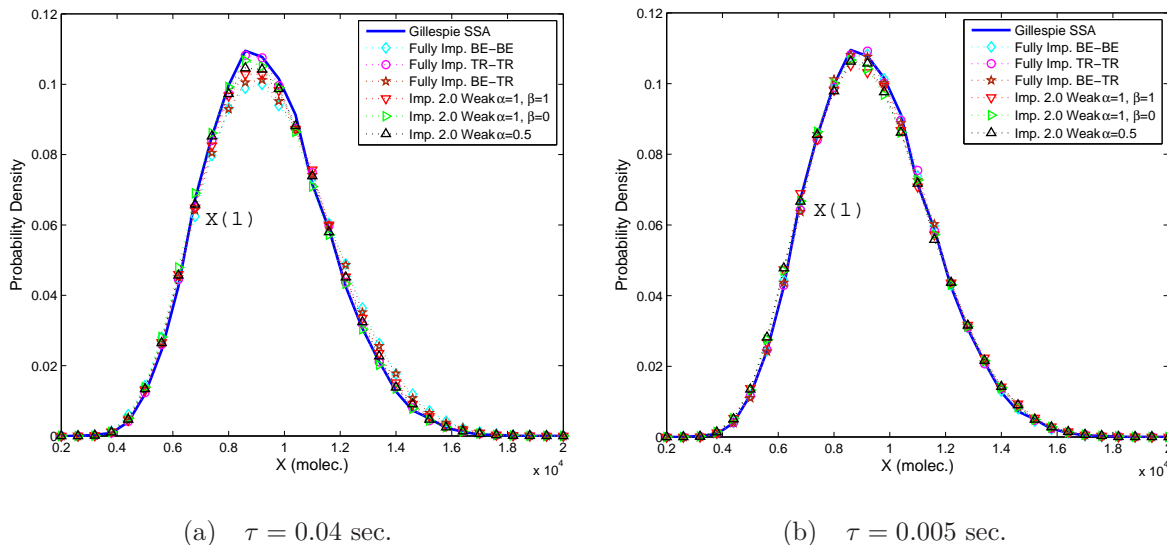 0.12
0.1
0.08
0.06
0.04
0.02
0
Probability Density
Gillespie SSA
Fully Imp. BE−BE
Fully Imp. TR−TR
Fully Imp. BE−TR
Imp. 2.0 Weak α=1, β=1
Imp. 2.0 Weak α=1, β=0
Imp. 2.0 Weak α=0.5
X(1)
0.2 0.4 0.6 0.8 1.0 1.2 1.4 1.6 1.8 2.0
X (molec.)
x 10^4
(a) τ = 0.04 sec.
0.12
0.1
0.08
0.06
0.04
0.02
0
Probability Density
Gillespie SSA
Fully Imp. BE−BE
Fully Imp. TR−TR
Fully Imp. BE−TR
Imp. 2.0 Weak α=1, β=1
Imp. 2.0 Weak α=1, β=0
Imp. 2.0 Weak α=0.5
X(1)
0.2 0.4 0.6 0.8 1.0 1.2 1.4 1.6 1.8 2.0
X (molec.)
x 10^4
(b) τ = 0.005 sec.